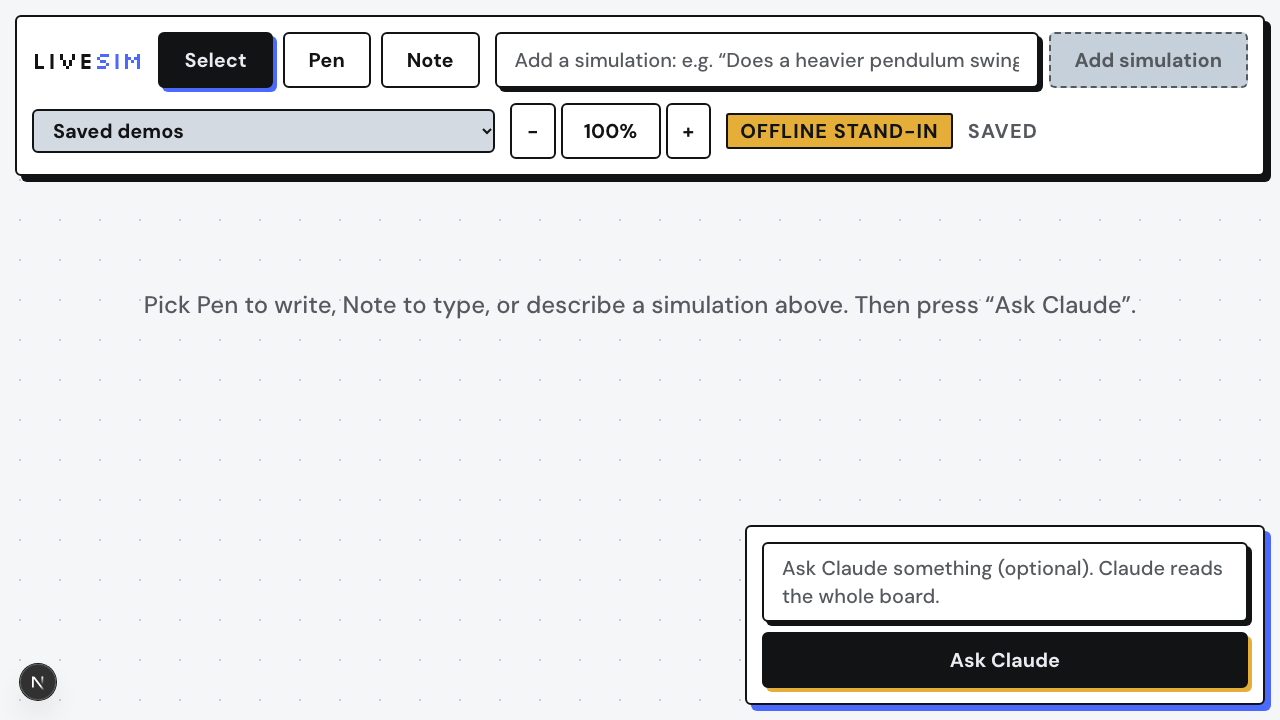 LIVESIM Select Pen Note Add a simulation: e.g. “Does a heavier pendulum swing Add simulation
Saved demos - 100% + OFFLINE STAND-IN SAVED
Pick Pen to write, Note to type, or describe a simulation above. Then press “Ask Claude”.
Ask Claude something (optional). Claude reads
the whole board.
Ask Claude
N